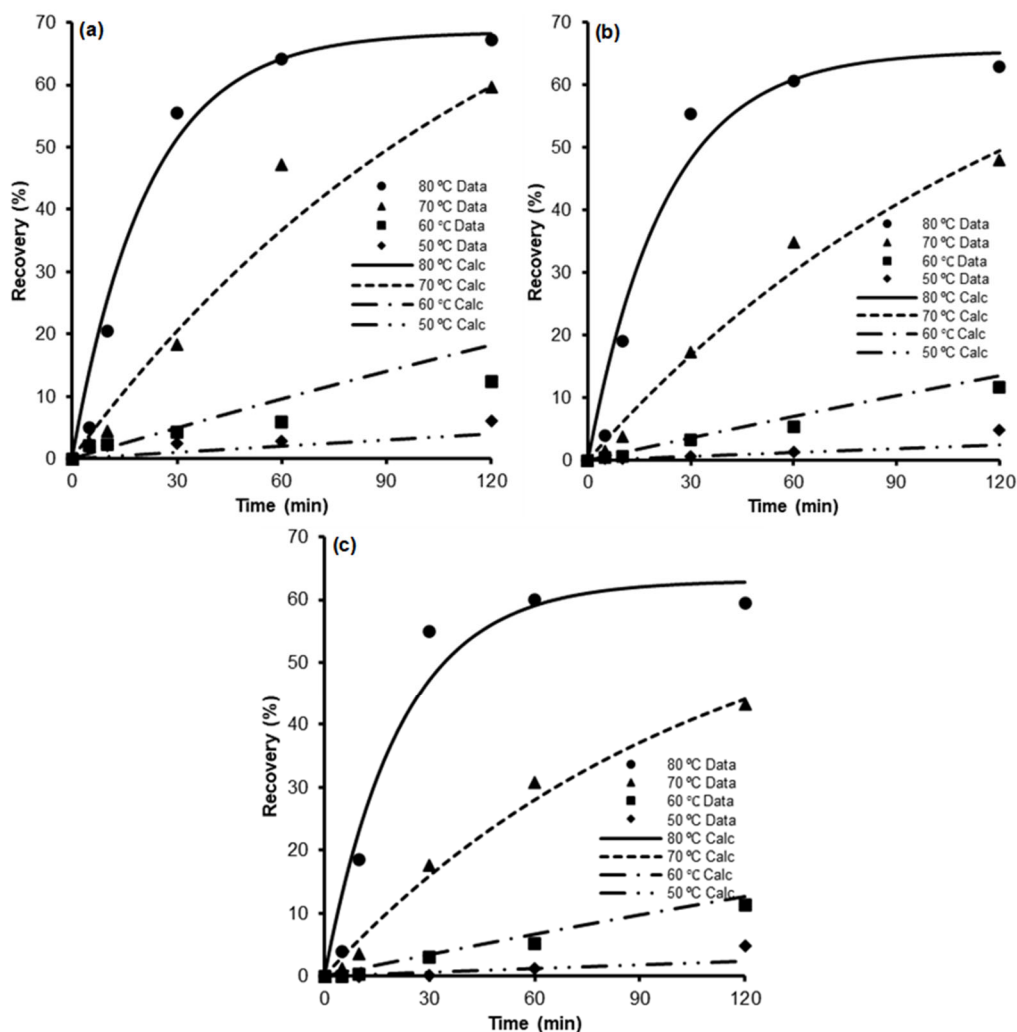 (a)
70
60
50
40
30
20
10
0
Recovery (%)
80 ºC Data
70 ºC Data
60 ºC Data
50 ºC Data
80 ºC Calc
70 ºC Calc
60 ºC Calc
50 ºC Calc
0 30 60 90 120
Time (min)
(b)
70
60
50
40
30
20
10
0
Recovery (%)
80 ºC Data
70 ºC Data
60 ºC Data
50 ºC Data
80 ºC Calc
70 ºC Calc
60 ºC Calc
50 ºC Calc
0 30 60 90 120
Time (min)
(c)
70
60
50
40
30
20
10
0
Recovery (%)
80 ºC Data
70 ºC Data
60 ºC Data
50 ºC Data
80 ºC Calc
70 ºC Calc
60 ºC Calc
50 ºC Calc
0 30 60 90 120
Time (min)